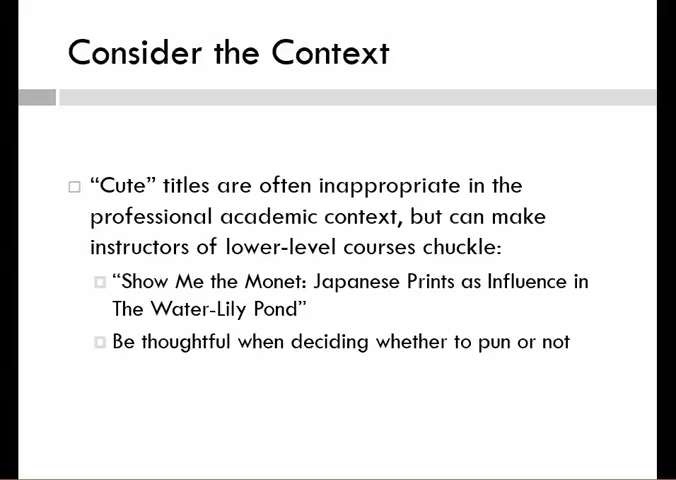 Consider the Context
“Cute” titles are often inappropriate in the
professional academic context, but can make
instructors of lower-level courses chuckle:
“Show Me the Monet: Japanese Prints as Influence in
The Water-Lily Pond”
Be thoughtful when deciding whether to pun or not